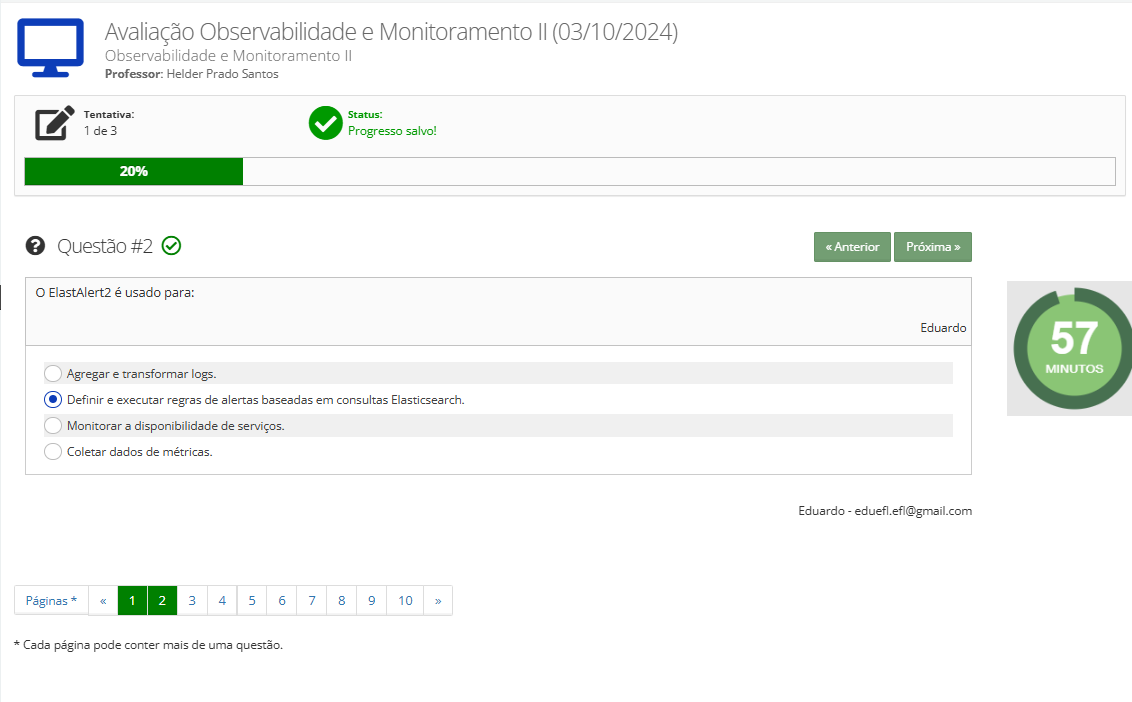 Avaliação Observabilidade e Monitoramento II (03/10/2024)
Observabilidade e Monitoramento II
Professor: Helder Prado Santos
Tentativa:
1 de 3
Status:
Progresso salvo!
20%
Questão #2
« Anterior
Próxima »
O ElastAlert2 é usado para:
Eduardo
Agregar e transformar logs.
Definir e executar regras de alertas baseadas em consultas Elasticsearch.
Monitorar a disponibilidade de serviços.
Coletar dados de métricas.
57
MINUTOS
Eduardo - eduefl.efl@gmail.com
Páginas * « 1 2 3 4 5 6 7 8 9 10 »
* Cada página pode conter mais de uma questão.